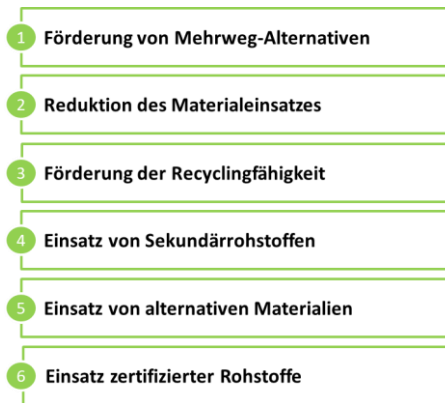 1 Förderung von Mehrweg-Alternativen
2 Reduktion des Materialeinsatzes
3 Förderung der Recyclingfähigkeit
4 Einsatz von Sekundärrohstoffen
5 Einsatz von alternativen Materialien
6 Einsatz zertifizierter Rohstoffe